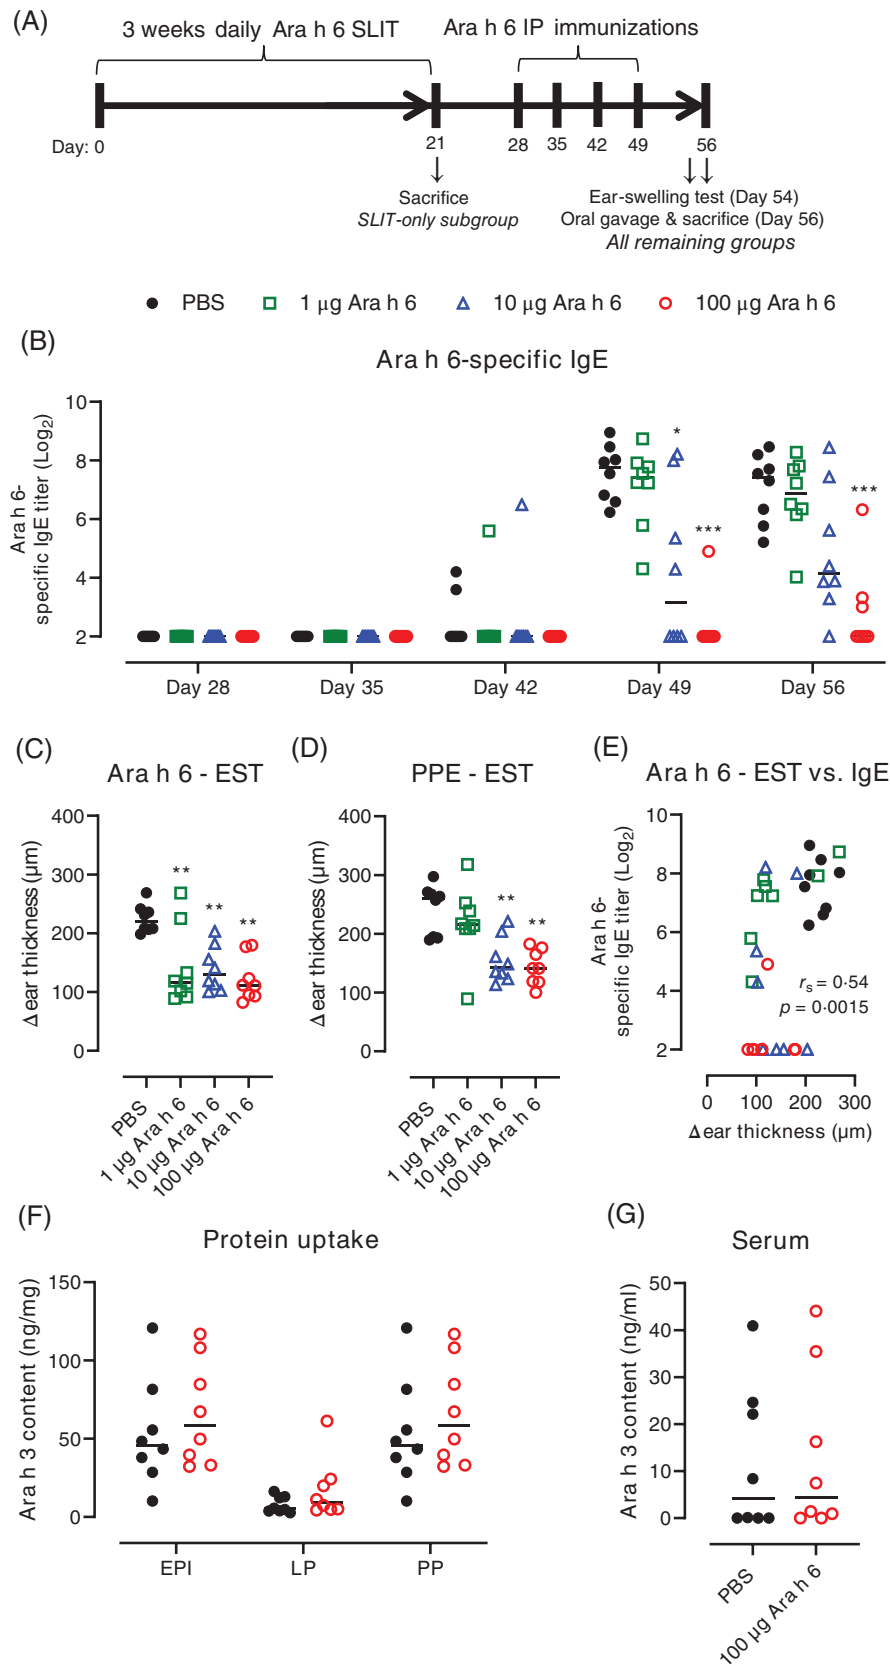 (A)
3 weeks daily Ara h 6 SLIT
Ara h 6 IP immunizations
Day: 0
21
28
35
42
49
56
Sacrifice
SLIT-only subgroup
Ear-swelling test (Day 54)
Oral gavage & sacrifice (Day 56)
All remaining groups
PBS
1 µg Ara h 6
10 µg Ara h 6
100 µg Ara h 6
(B)
Ara h 6-specific IgE
Ara h 6-
specific IgE titer (Log2)
10
8
6
4
2
*
***
***
Day 28
Day 35
Day 42
Day 49
Day 56
(C)
Ara h 6 - EST
Δ ear thickness (µm)
400
300
200
100
0
**
**
**
PBS
1 µg Ara h 6
10 µg Ara h 6
100 µg Ara h 6
(D)
PPE - EST
Δ ear thickness (µm)
400
300
200
100
0
**
**
PBS
1 µg Ara h 6
10 µg Ara h 6
100 µg Ara h 6
(E)
Ara h 6 - EST vs. IgE
Ara h 6-
specific IgE titer (Log2)
10
8
6
4
2
rs = 0·54
p = 0·0015
0
100
200
300
Δ ear thickness (µm)
(F)
Protein uptake
Ara h 3 content (ng/mg)
150
100
50
0
EPI
LP
PP
(G)
Serum
Ara h 3 content (ng/ml)
50
40
30
20
10
0
PBS
100 µg Ara h 6